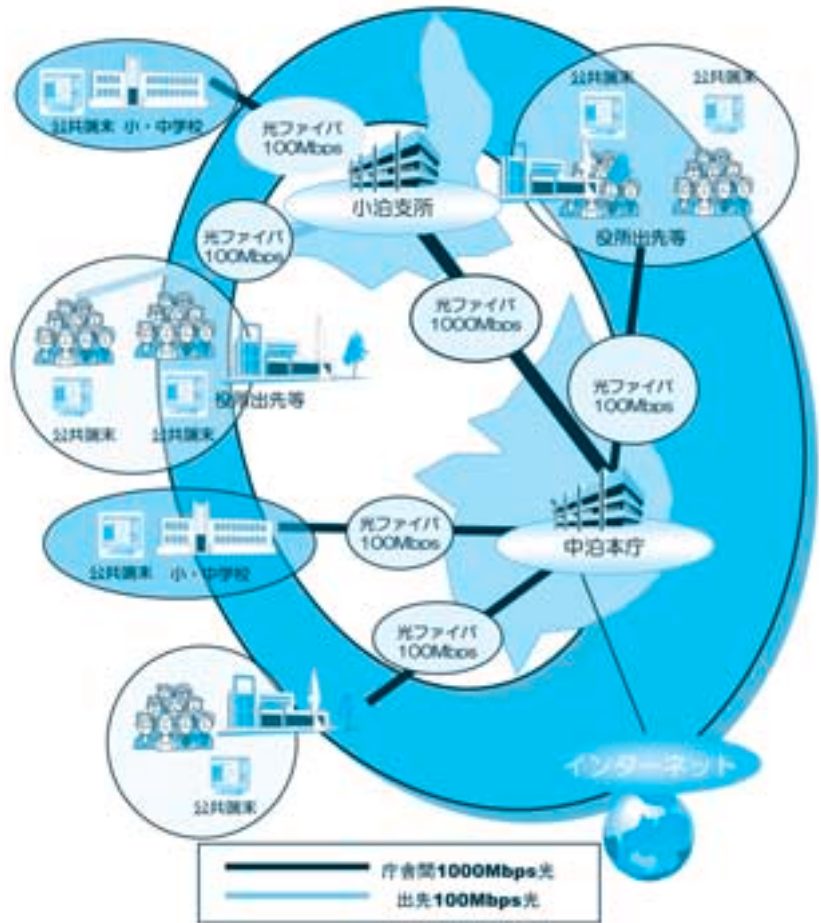 公共端末 小・中学校
光ファイバ
100Mbps
小泊支所
公共端末
公共端末
役所出先等
光ファイバ
100Mbps
光ファイバ
1000Mbps
光ファイバ
100Mbps
役所出先等
公共端末
公共端末
公共端末 小・中学校
光ファイバ
100Mbps
中泊本庁
光ファイバ
100Mbps
公共端末
インターネット
庁舎間1000Mbps光
出先100Mbps光